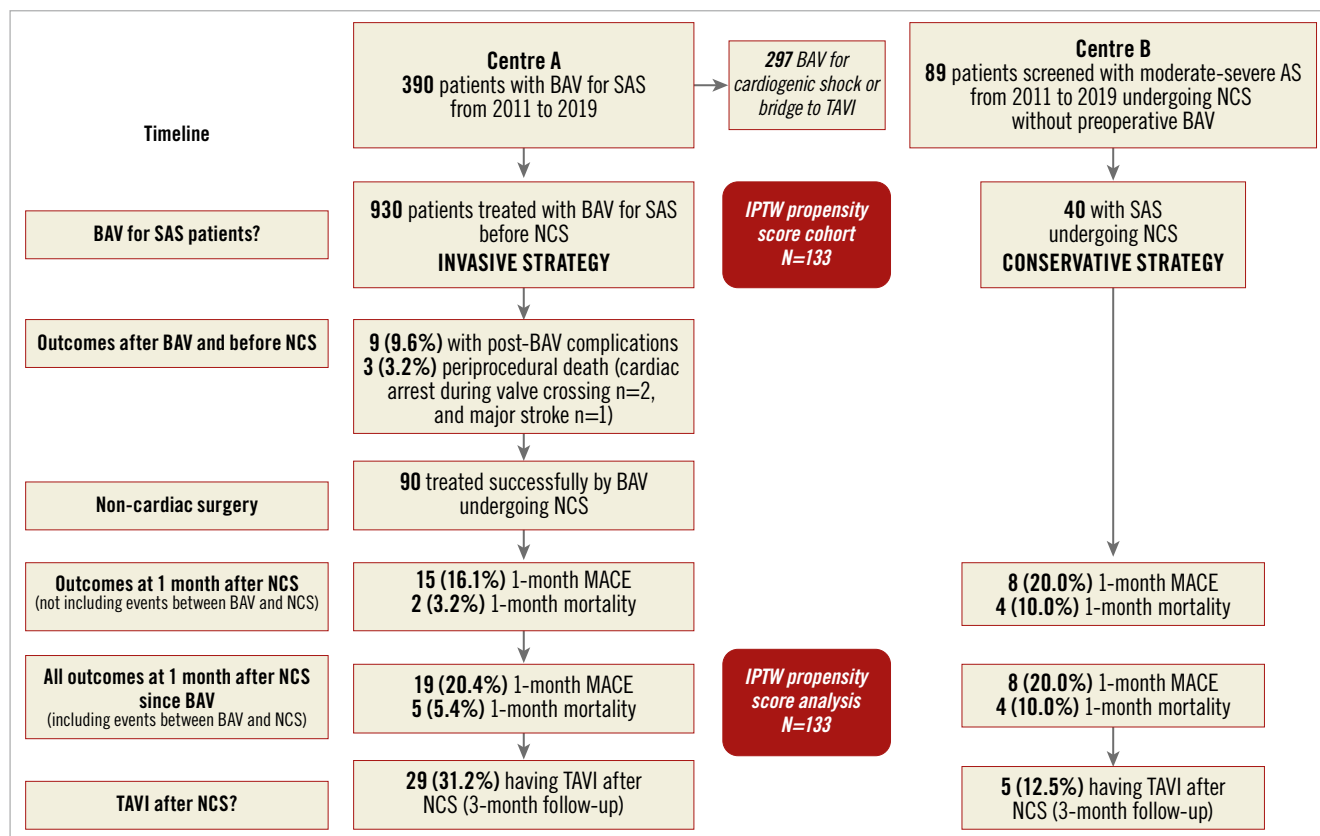 Centre A
390 patients with BAV for SAS
from 2011 to 2019
297 BAV for
cardiogenic shock or
bridge to TAVI
Centre B
89 patients screened with moderate-severe AS
from 2011 to 2019 undergoing NCS
without preoperative BAV
Timeline
BAV for SAS patients?
930 patients treated with BAV for SAS
before NCS
INVASIVE STRATEGY
IPTW propensity
score cohort
N=133
40 with SAS
undergoing NCS
CONSERVATIVE STRATEGY
Outcomes after BAV and before NCS
9 (9.6%) with post-BAV complications
3 (3.2%) periprocedural death (cardiac
arrest during valve crossing n=2,
and major stroke n=1)
Non-cardiac surgery
90 treated successfully by BAV
undergoing NCS
Outcomes at 1 month after NCS
(not including events between BAV and NCS)
15 (16.1%) 1-month MACE
2 (3.2%) 1-month mortality
8 (20.0%) 1-month MACE
4 (10.0%) 1-month mortality
All outcomes at 1 month after NCS
since BAV
(including events between BAV and NCS)
19 (20.4%) 1-month MACE
5 (5.4%) 1-month mortality
IPTW propensity
score analysis
N=133
8 (20.0%) 1-month MACE
4 (10.0%) 1-month mortality
TAVI after NCS?
29 (31.2%) having TAVI after
NCS (3-month follow-up)
5 (12.5%) having TAVI after
NCS (3-month follow-up)